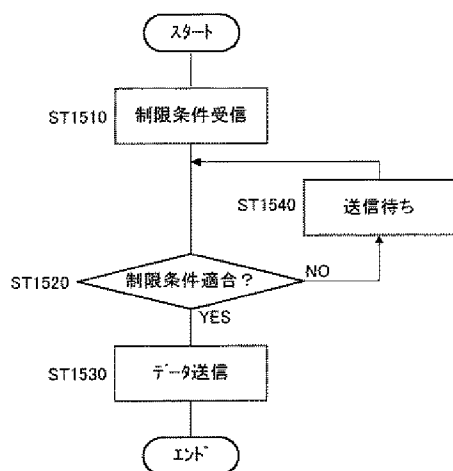 スタート
ST1510
制限条件受信
ST1540
送信待ち
ST1520
制限条件適合？
NO
YES
ST1530
データ送信
エンド